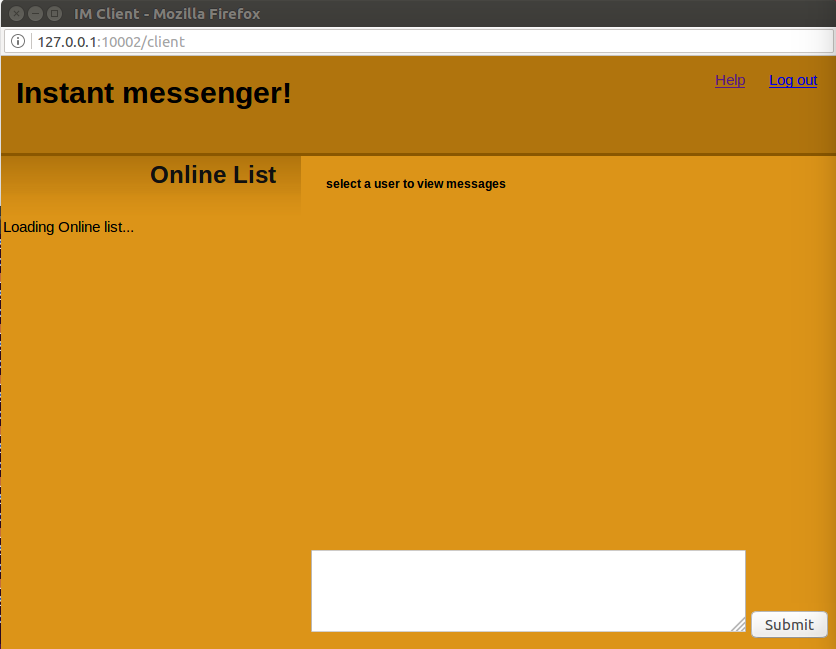 IM Client - Mozilla Firefox
127.0.0.1:10002/client
Instant messenger!
Help Log out
Online List
select a user to view messages
Loading Online list...
Submit